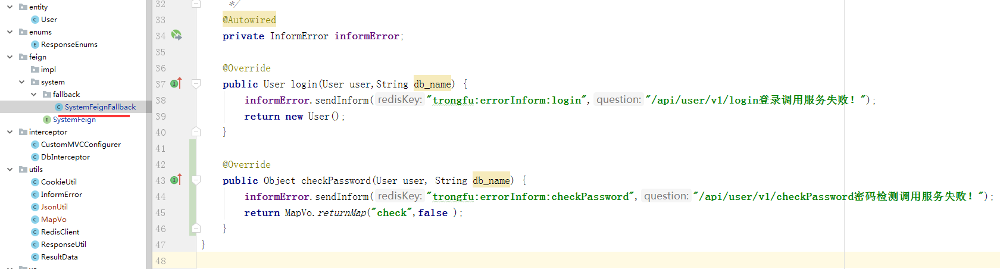 entity
User
enums
ResponseEnums
feign
impl
system
fallback
SystemFeignFallback
SystemFeign
interceptor
CustomMVCConfigurer
DbInterceptor
utils
CookieUtil
InformError
JsonUtil
MapVo
RedisClient
ResponseUtil
ResultData
32 */
33 @Autowired
34 private InformError informError;
35
36 @Override
37 public User login(User user,String db_name) {
38 informError.sendInform( redisKey: "trongfu:errorInform:login", question: "/api/user/v1/login登录调用服务失败！");
39 return new User();
40 }
41
42 @Override
43 public Object checkPassword(User user, String db_name) {
44 informError.sendInform( redisKey: "trongfu:errorInform:checkPassword", question: "/api/user/v1/checkPassword密码检测调用服务失败！");
45 return MapVo.returnMap("check",false );
46 }
47 }
48